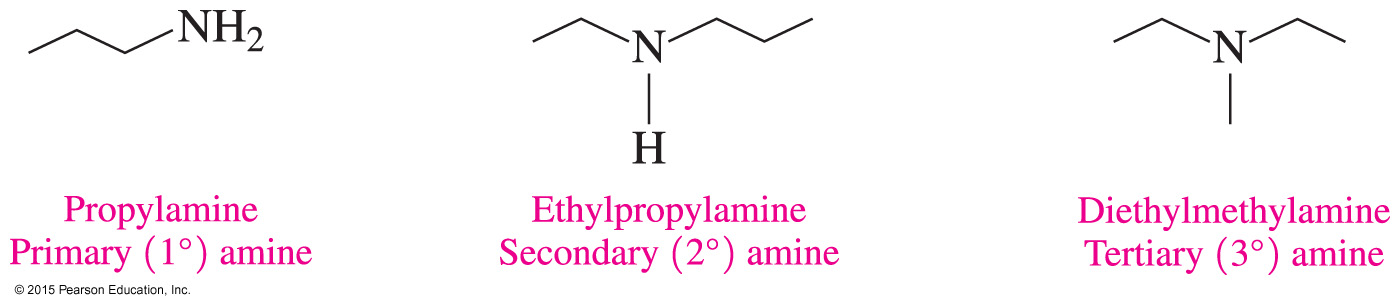 NH₂
N
N
H
Propylamine
Primary (1°) amine
Ethylpropylamine
Secondary (2°) amine
Diethylmethylamine
Tertiary (3°) amine
© 2015 Pearson Education, Inc.